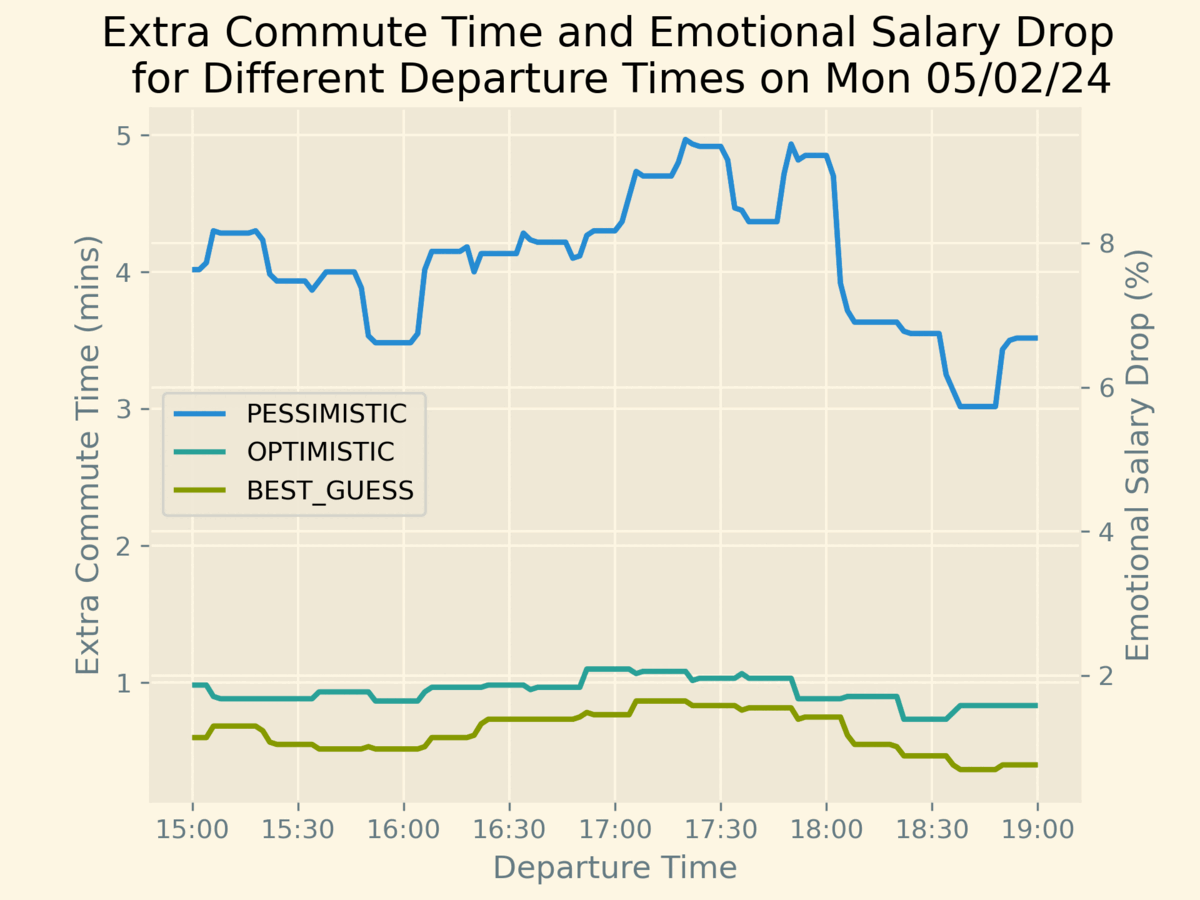 Extra Commute Time and Emotional Salary Drop
for Different Departure Times on Mon 05/02/24
Extra Commute Time (mins)
5
4
3
2
1
PESSIMISTIC
OPTIMISTIC
BEST_GUESS
8
6
4
2
Emotional Salary Drop (%)
15:00 15:30 16:00 16:30 17:00 17:30 18:00 18:30 19:00
Departure Time